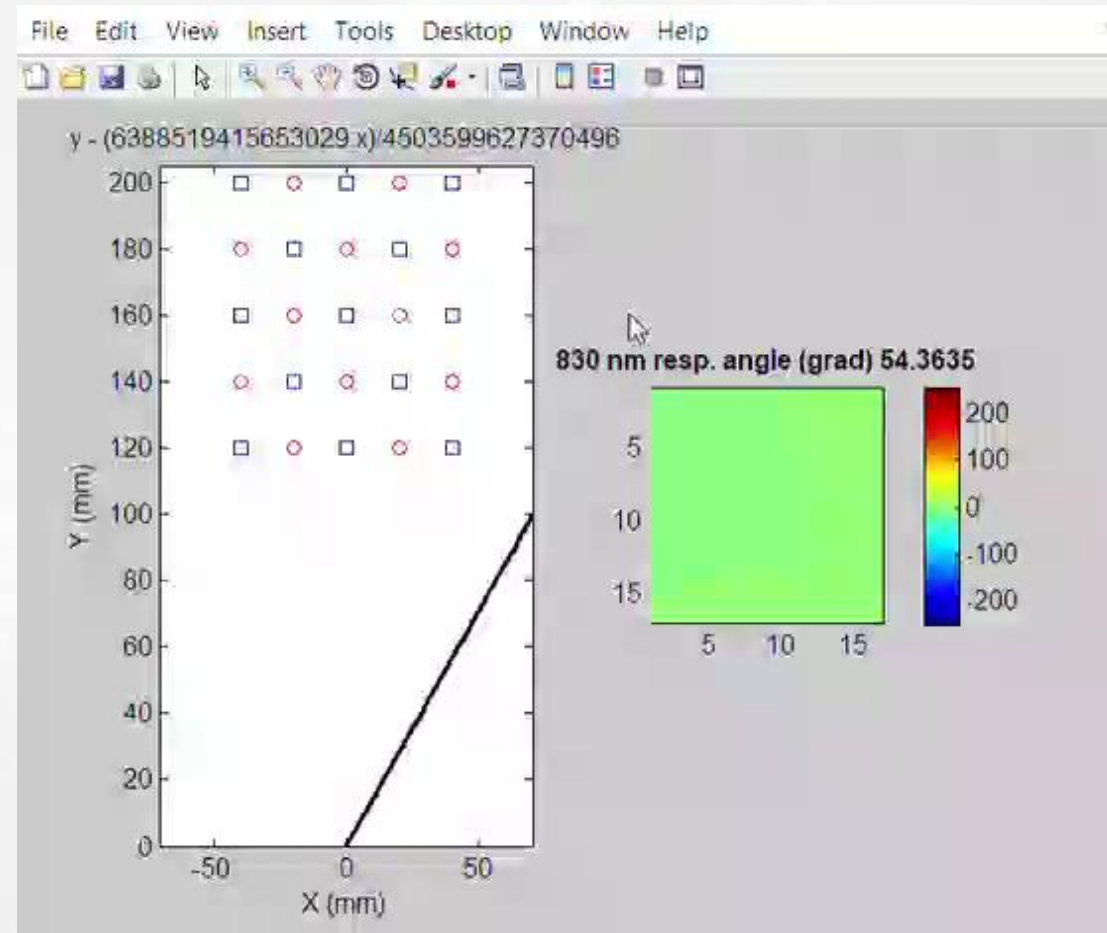 File Edit View Insert Tools Desktop Window Help
y - (6388519415653029 x)/4503599627370496
200
180
160
140
120
100
80
60
40
20
0
Y (mm)
-50 0 50
X (mm)
830 nm resp. angle (grad) 54.3635
5
10
15
5 10 15
200
100
0
-100
-200